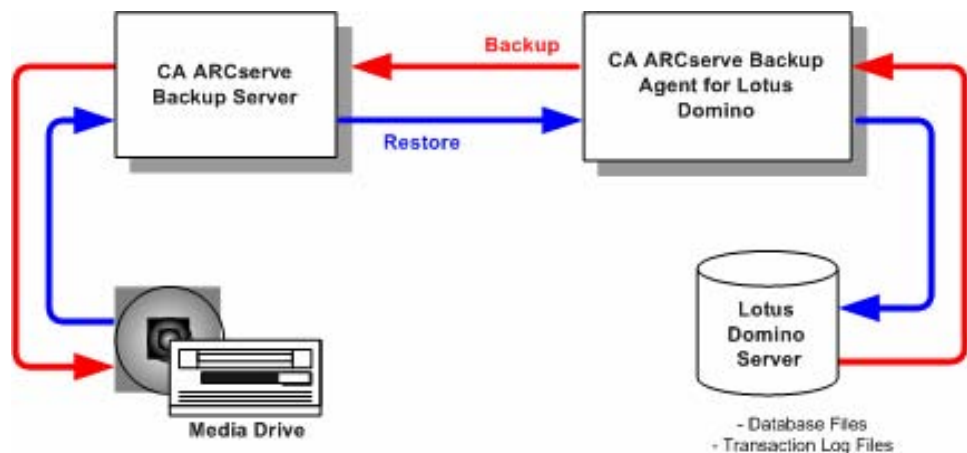 CA ARCserve
Backup Server
Backup
Restore
CA ARCserve Backup
Agent for Lotus
Domino
Media Drive
Lotus
Domino
Server
- Database Files
- Transaction Log Files